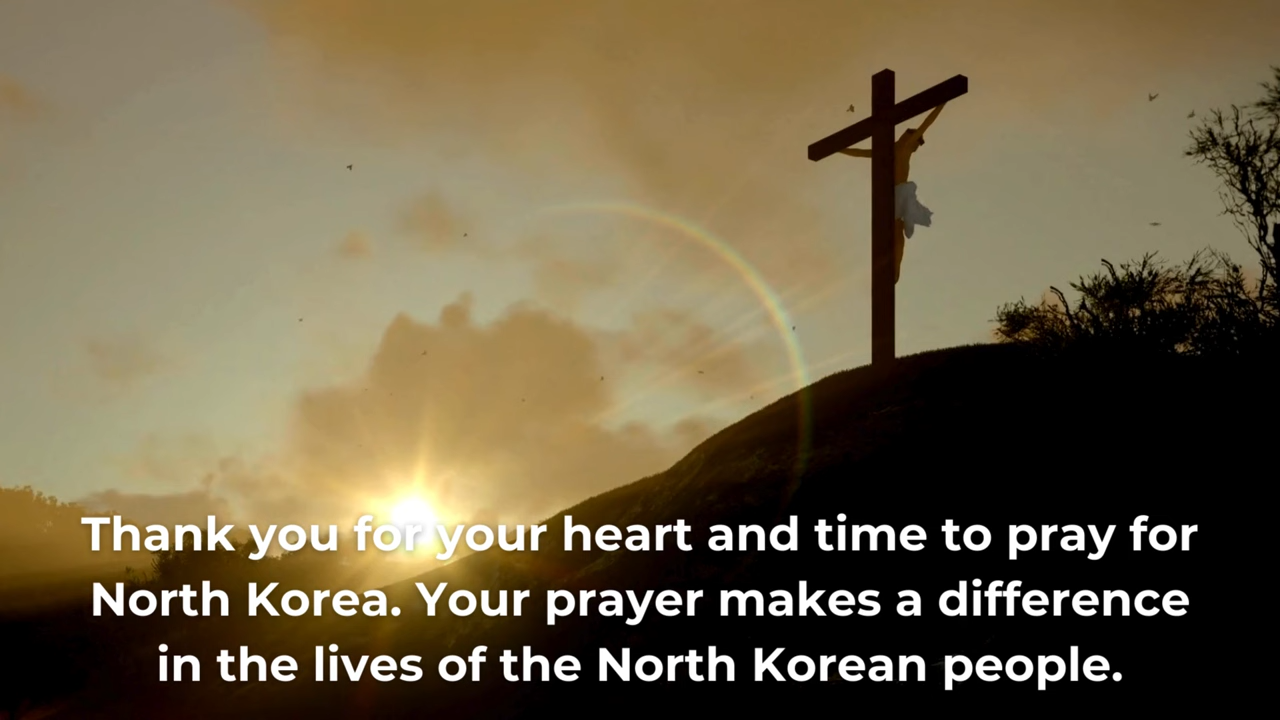 Thank you for your heart and time to pray for
North Korea. Your prayer makes a difference
in the lives of the North Korean people.